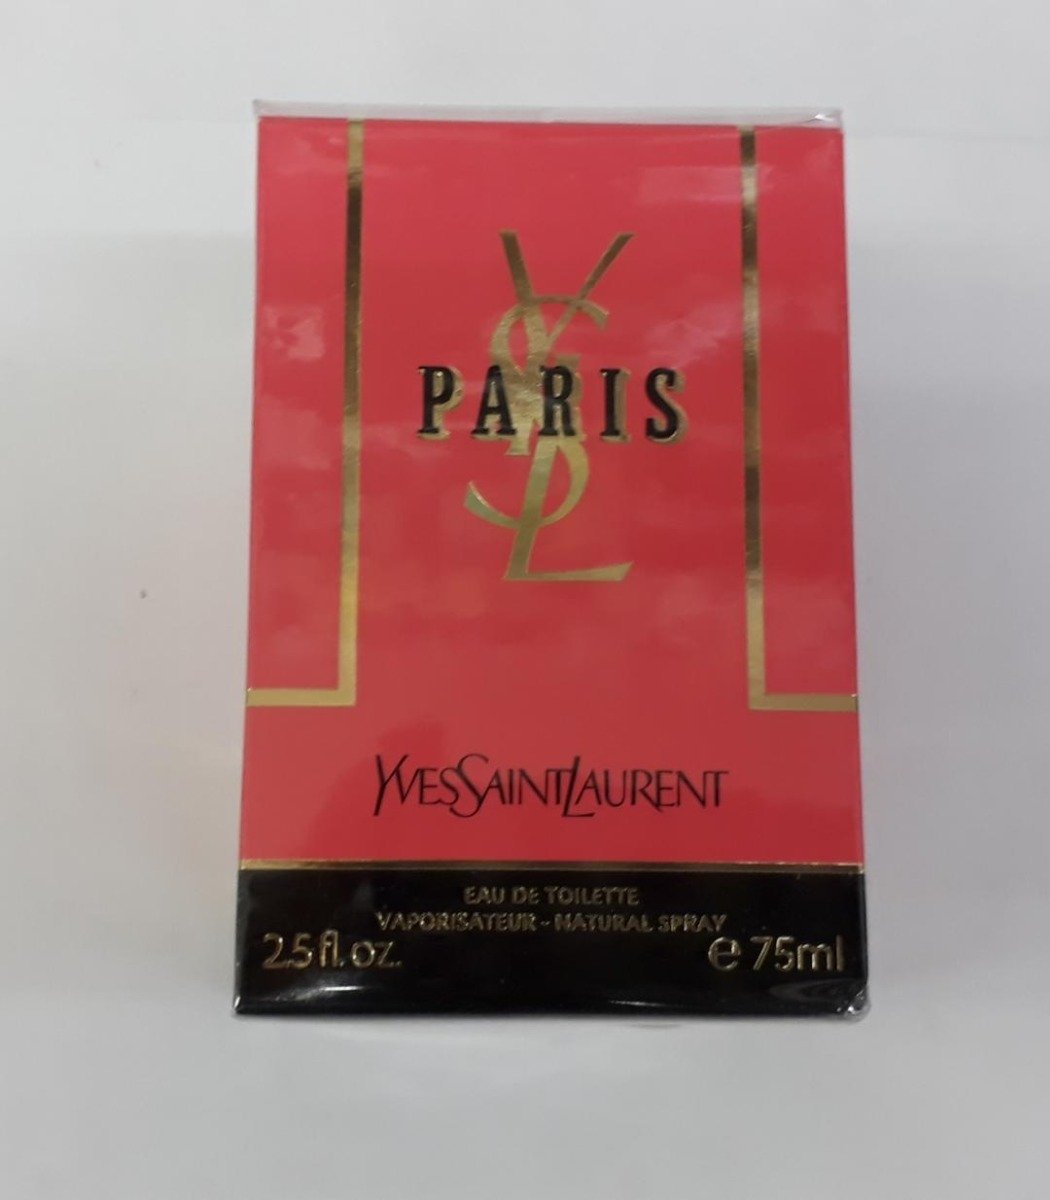 YSL
PARIS
YVESSAINTLAURENT
EAU DE TOILETTE
VAPORISATEUR - NATURAL SPRAY
2.5 fl. oz.
e 75ml